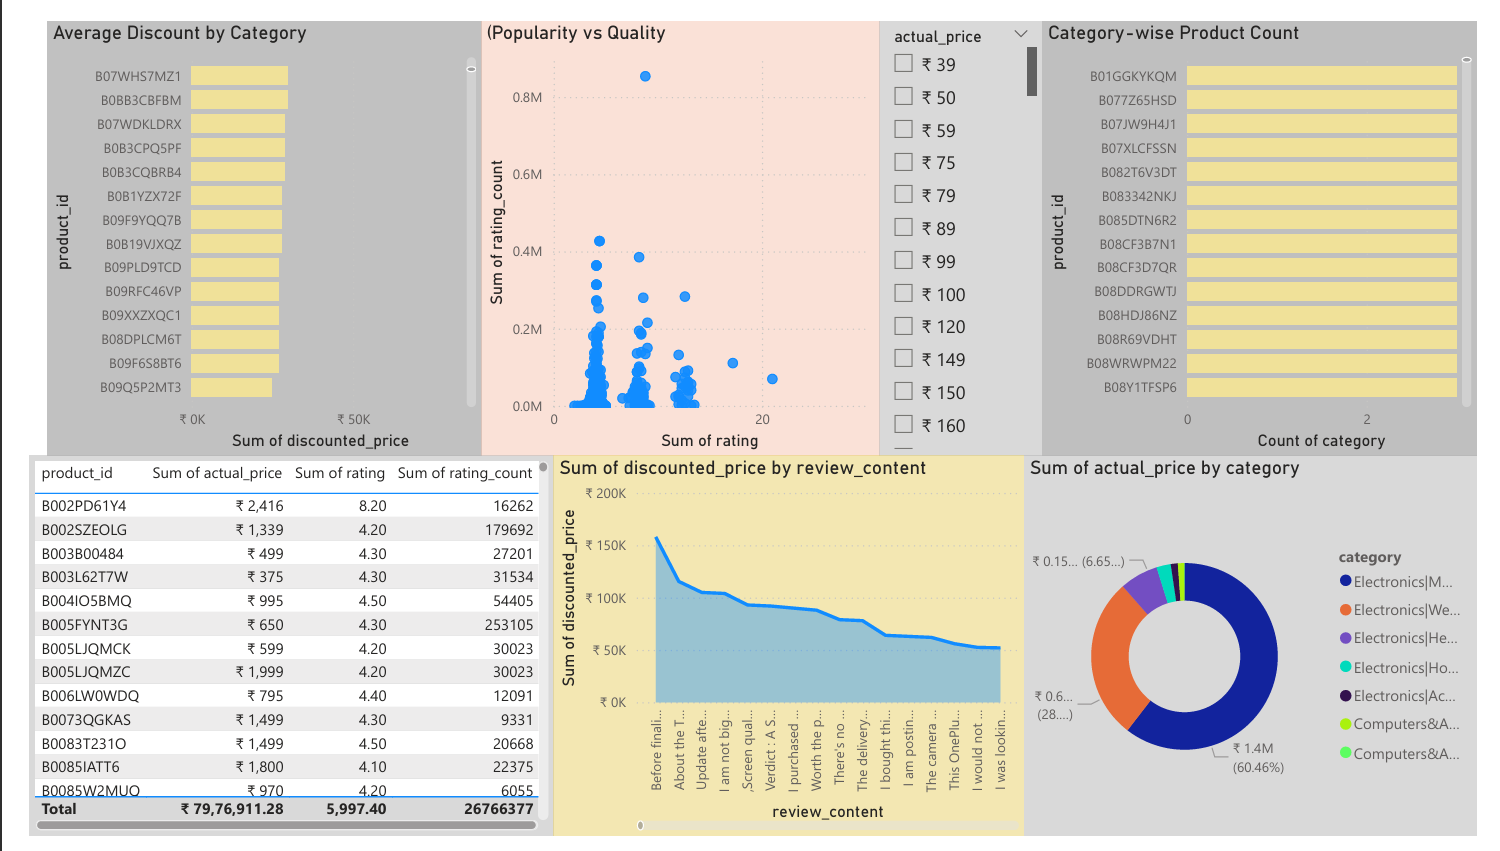 Average Discount by Category
B07WHS7MZ1
B0BB3CBFBM
B07WDKLDRX
B0B3CPQ5PF
B0B3CQBRB4
B0B1YZX72F
B09F9YQQ7B
B0B19VJXQZ
B09PLD9TCD
B09RFC46VP
B09XXZXQC1
B08DPLCM6T
B09F6S8BT6
B09Q5P2MT3
product_id
₹ 0K ₹ 50K
Sum of discounted_price
(Popularity vs Quality
0.8M
0.6M
0.4M
0.2M
0.0M
Sum of rating_count
0 20
Sum of rating
actual_price
₹ 39
₹ 50
₹ 59
₹ 75
₹ 79
₹ 89
₹ 99
₹ 100
₹ 120
₹ 149
₹ 150
₹ 160
Category-wise Product Count
B01GGKYKQM
B077Z65HSD
B07JW9H4J1
B07XLCFSSN
B082T6V3DT
B083342NKJ
B085DTN6R2
B08CF3B7N1
B08CF3D7QR
B08DDRGWTJ
B08HDJ86NZ
B08R69VDHT
B08WRWPM22
B08Y1TFSP6
product_id
0 2
Count of category
product_id Sum of actual_price Sum of rating Sum of rating_count
B002PD61Y4 ₹ 2,416 8.20 16262
B002SZEOLG ₹ 1,339 4.20 179692
B003B00484 ₹ 499 4.30 27201
B003L62T7W ₹ 375 4.30 31534
B004IO5BMQ ₹ 995 4.50 54405
B005FYNT3G ₹ 650 4.30 253105
B005LJQMCK ₹ 599 4.20 30023
B005LJQMZC ₹ 1,999 4.20 30023
B006LW0WDQ ₹ 795 4.40 12091
B0073QGKAS ₹ 1,499 4.30 9331
B0083T231O ₹ 1,499 4.50 20668
B0085IATT6 ₹ 1,800 4.10 22375
B0085W2MUQ ₹ 970 4.20 6055
Total ₹ 79,76,911.28 5,997.40 26766377
Sum of discounted_price by review_content
₹ 200K
₹ 150K
₹ 100K
₹ 50K
₹ 0K
Sum of discounted_price
Before finali...
About the T...
Update afte...
I am not big...
,Screen qual...
Verdict : A S...
I purchased ...
Worth the p...
There's no ...
The delivery...
I bought thi...
I am postin...
The camera ...
This OnePlu...
I would not ...
I was lookin...
review_content
Sum of actual_price by category
₹ 0.15... (6.65...)
₹ 0.6...
(28....)
₹ 1.4M
(60.46%)
category
Electronics|M...
Electronics|We...
Electronics|He...
Electronics|Ho...
Electronics|Ac...
Computers&A...
Computers&A...